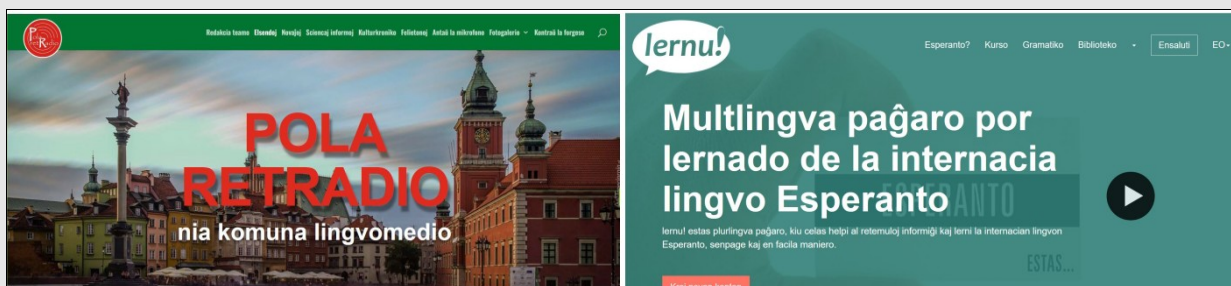 Redakcia teamo Elsendoj Novaĵoj Sciencaj informoj Kulturkroniko Felietonoj Antaŭ la mikrofono Fotogalerio Kontraŭ la forgeso
POLA
RETRADIO
nia komuna lingvomedio
lernu!
Esperanto? Kurso Gramatiko Biblioteko Ensaluti EO
Multlingva paĝaro por
lernado de la internacia
lingvo Esperanto
ESPERANTO
lernu! estas plurlingva paĝaro, kiu celas helpi al retemuloj informiĝi kaj lerni la internacian lingvon
Esperanto, senpage kaj en facila maniero.
ESTAS...